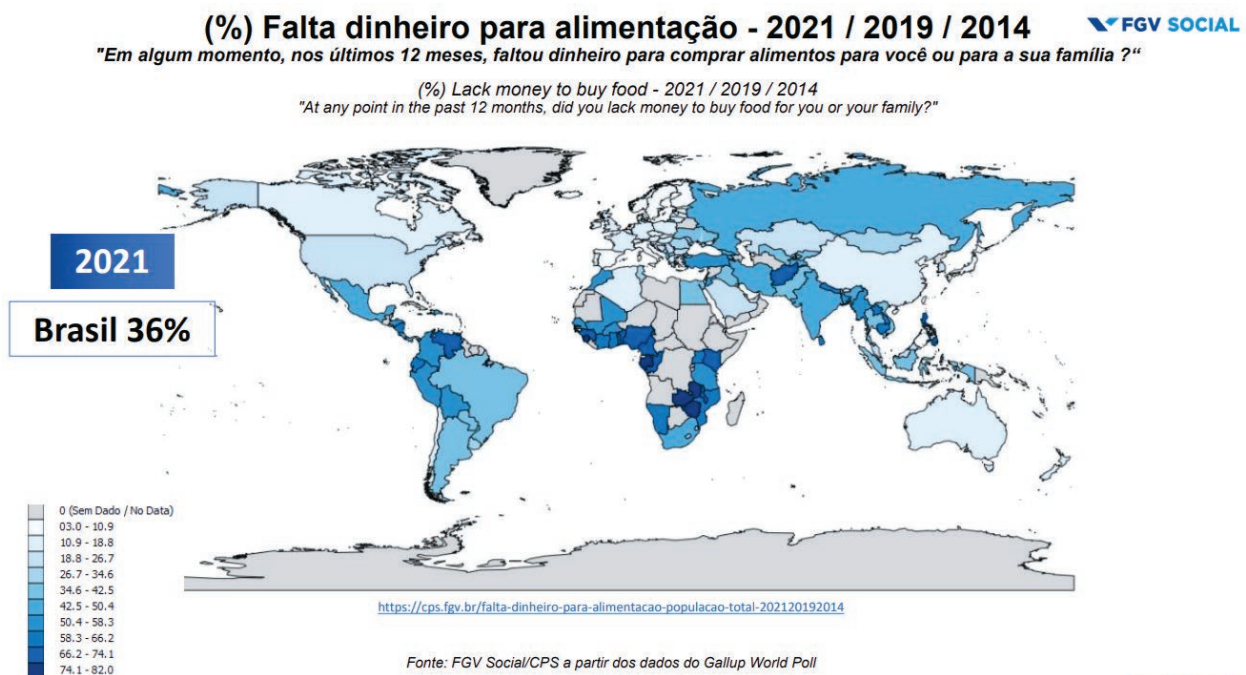 (%) Falta dinheiro para alimentação - 2021 / 2019 / 2014
FGV SOCIAL
"Em algum momento, nos últimos 12 meses, faltou dinheiro para comprar alimentos para você ou para a sua família ?“
(%) Lack money to buy food - 2021 / 2019 / 2014
"At any point in the past 12 months, did you lack money to buy food for you or your family?"
2021
Brasil 36%
0 (Sem Dado / No Data)
03.0 - 10.9
10.9 - 18.8
18.8 - 26.7
26.7 - 34.6
34.6 - 42.5
42.5 - 50.4
50.4 - 58.3
58.3 - 66.2
66.2 - 74.1
74.1 - 82.0
https://cps.fgv.br/falta-dinheiro-para-alimentacao-populacao-total-202120192014
Fonte: FGV Social/CPS a partir dos dados do Gallup World Poll